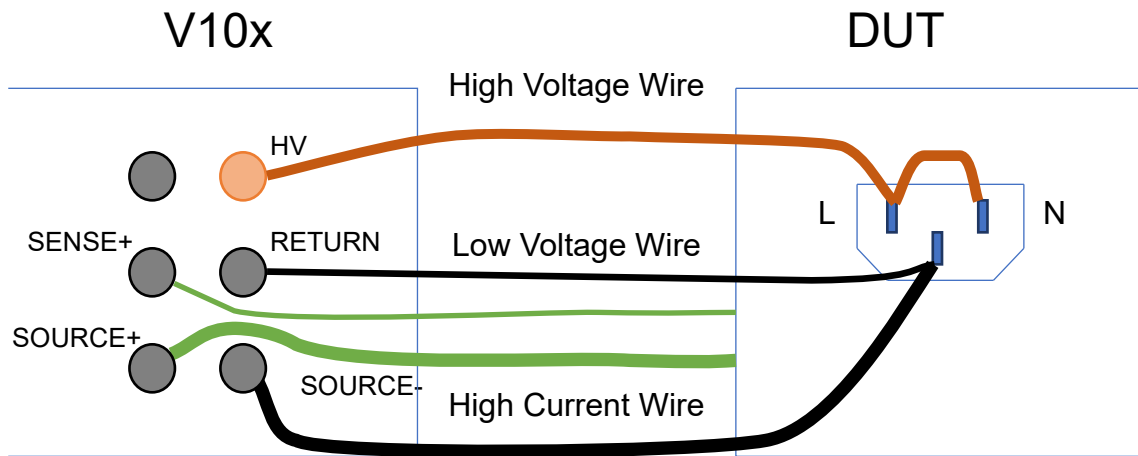 V10x
DUT
High Voltage Wire
HV
L
N
SENSE+
RETURN
Low Voltage Wire
SOURCE+
SOURCE-
High Current Wire